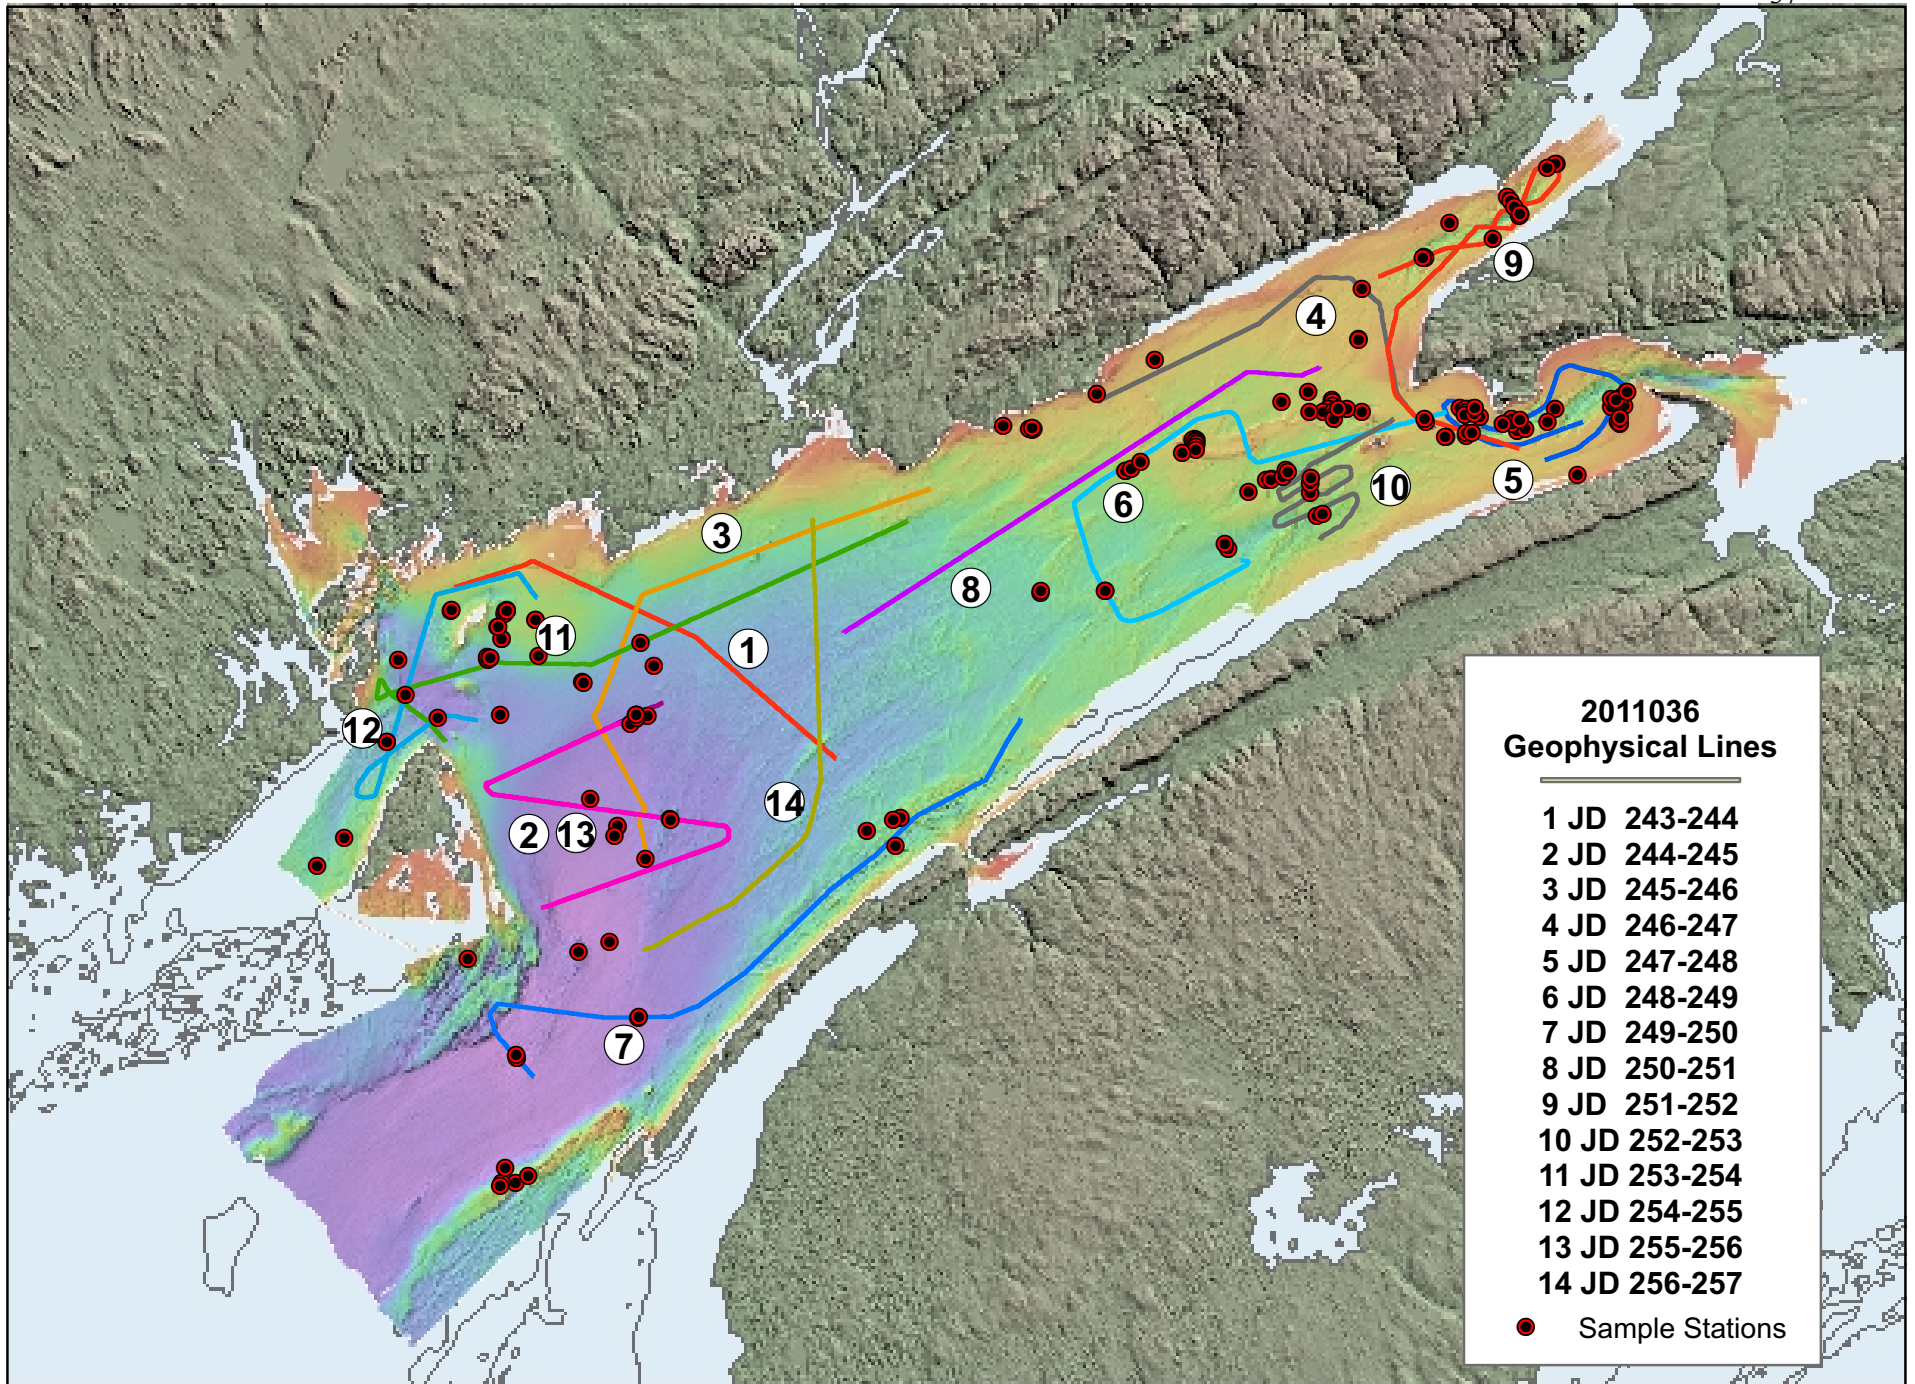 9
4
3
10
5
6
8
11
1
12
14
2
13
7
2011036
Geophysical Lines
1 JD 243-244
2 JD 244-245
3 JD 245-246
4 JD 246-247
5 JD 247-248
6 JD 248-249
7 JD 249-250
8 JD 250-251
9 JD 251-252
10 JD 252-253
11 JD 253-254
12 JD 254-255
13 JD 255-256
14 JD 256-257
Sample Stations